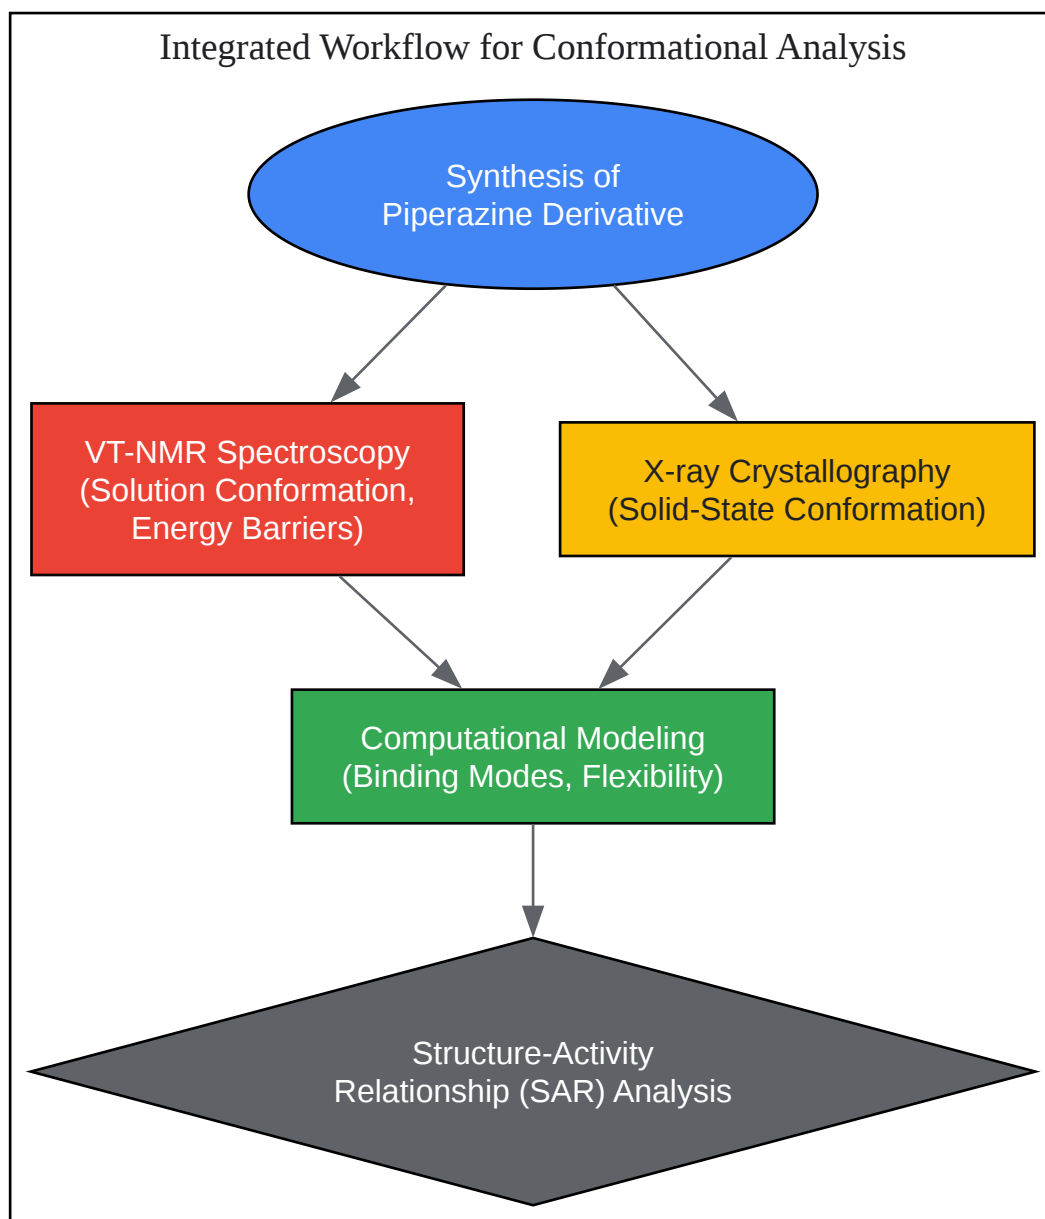 Integrated Workflow for Conformational Analysis
Synthesis of
Piperazine Derivative
VT-NMR Spectroscopy
(Solution Conformation,
Energy Barriers)
X-ray Crystallography
(Solid-State Conformation)
Computational Modeling
(Binding Modes, Flexibility)
Structure-Activity
Relationship (SAR) Analysis